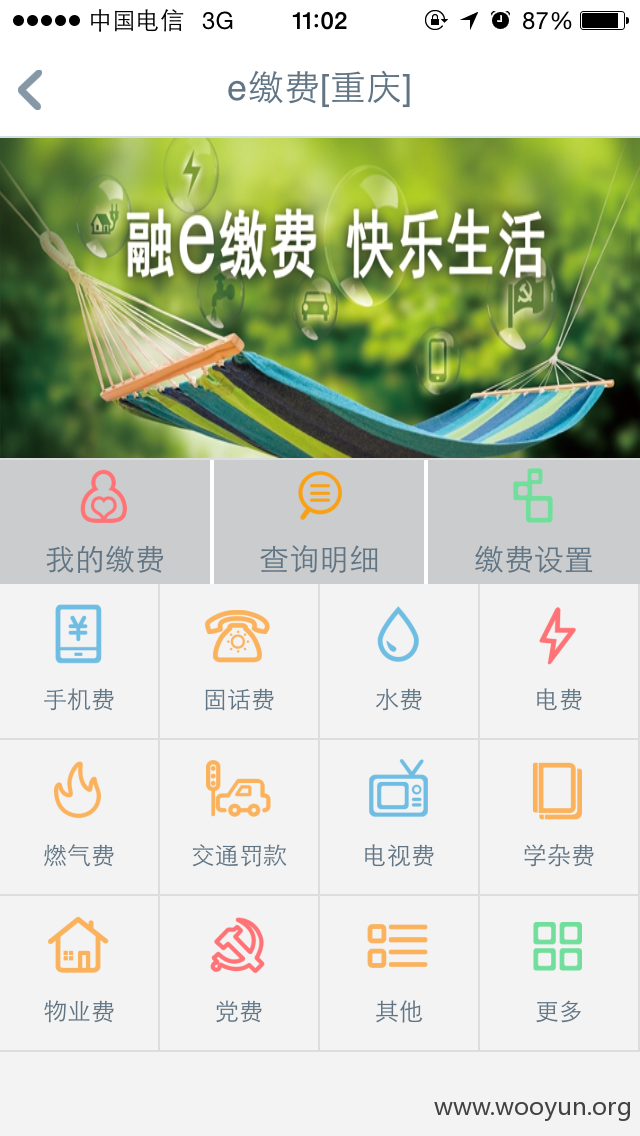 中国电信 3G 11:02 87%
e缴费[重庆]
融e缴费 快乐生活
我的缴费 查询明细 缴费设置
手机费 固话费 水费 电费
燃气费 交通罚款 电视费 学杂费
物业费 党费 其他 更多
www.wooyun.org